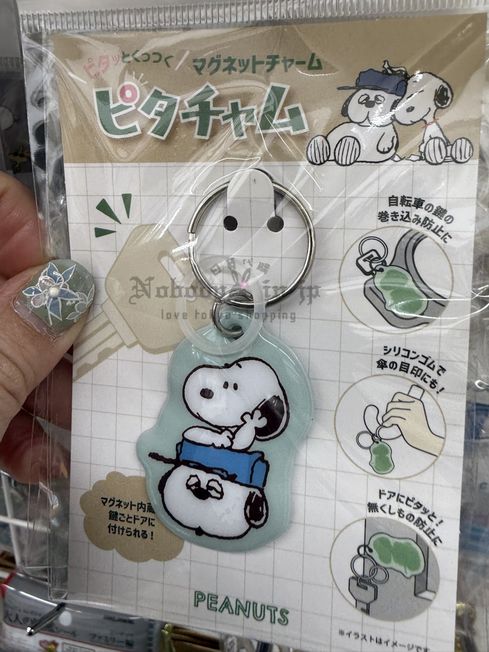 ピタッとくっつく
マグネットチャーム
ピタチャム
自転車の鍵の
巻き込み防止に
Nobody in.jp
love tokyo shopping
シリコンゴムで
傘の目印にも!
ドアにピタッと!
無くしもの防止に
マグネット内蔵
鍵ごとドアに
付けられる!
PEANUTS
※イラストはイメージです。